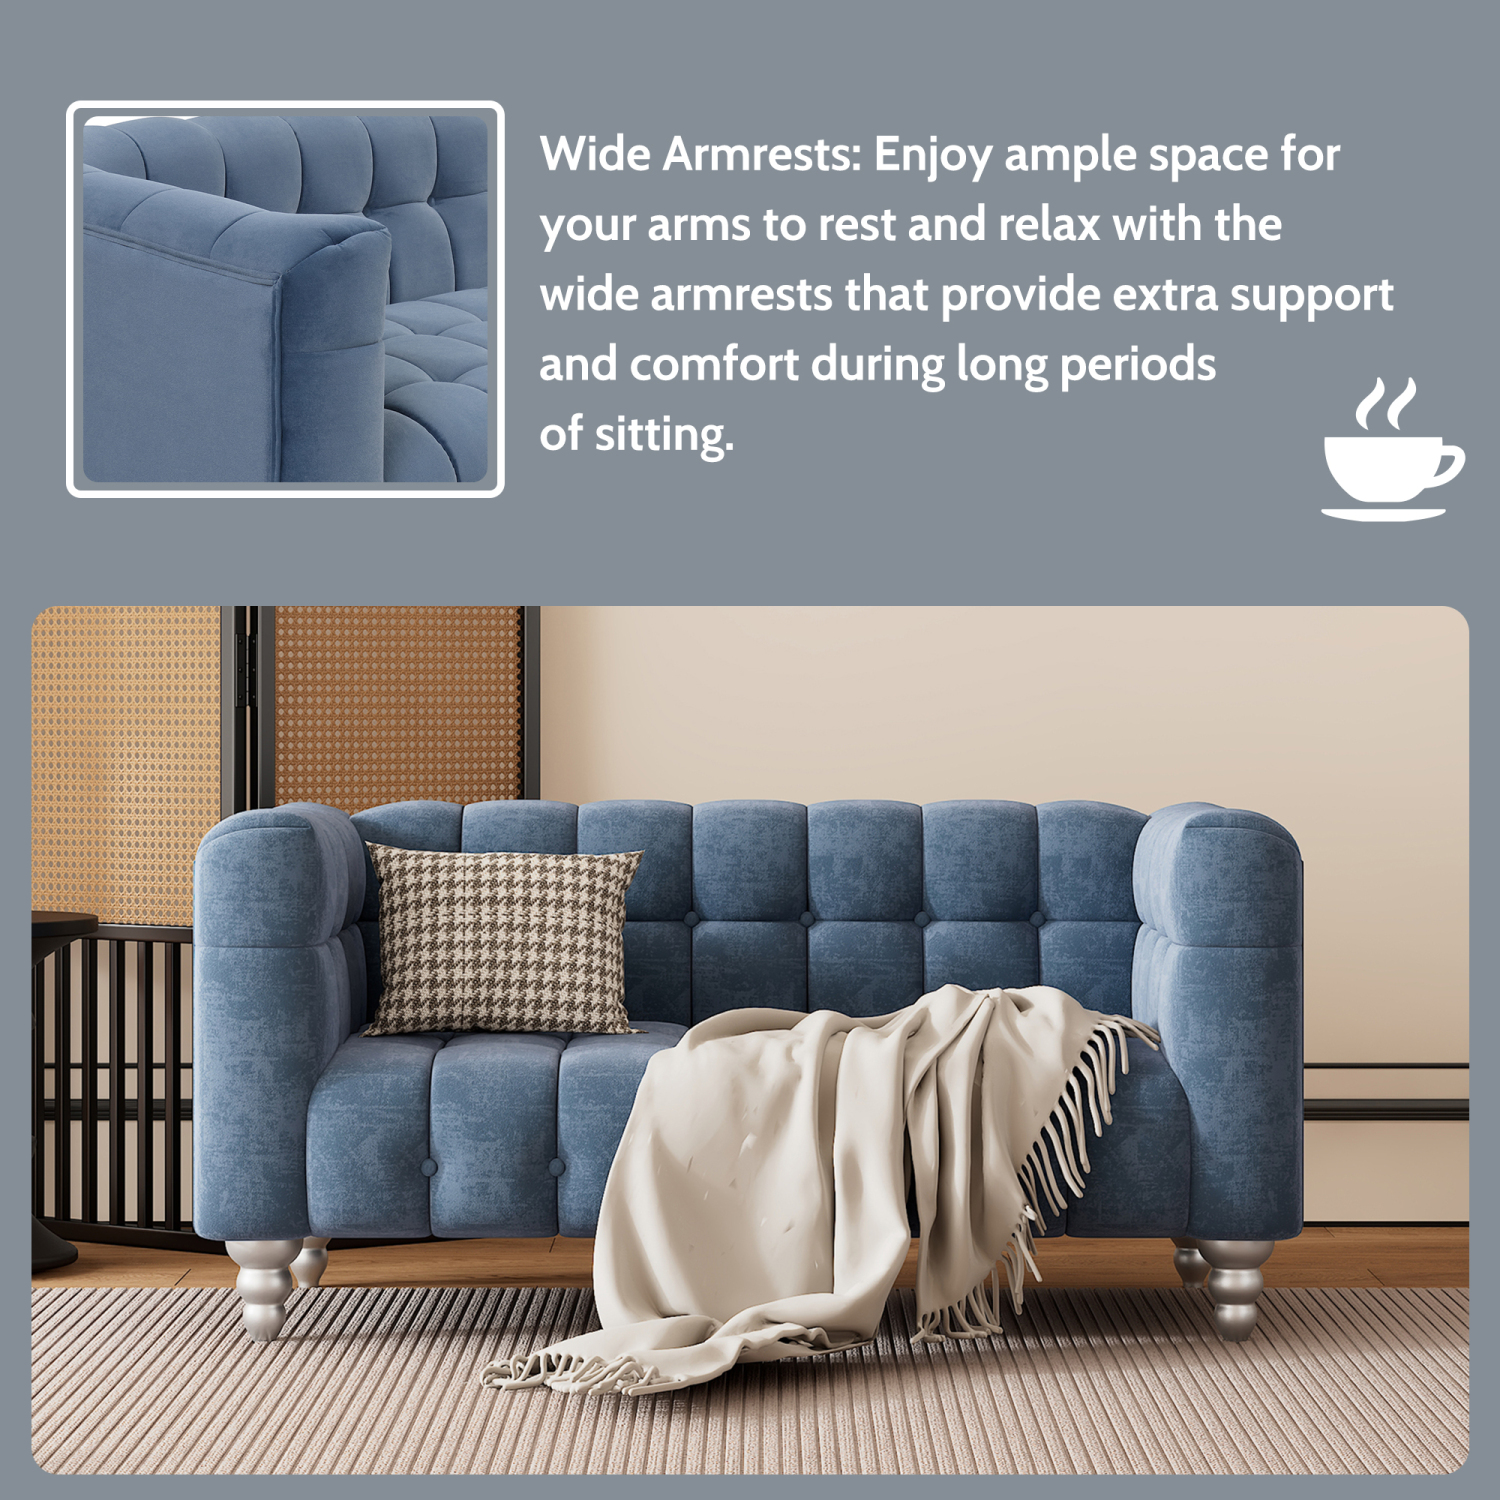 Wide Armrests: Enjoy ample space for
your arms to rest and relax with the
wide armrests that provide extra support
and comfort during long periods
of sitting.